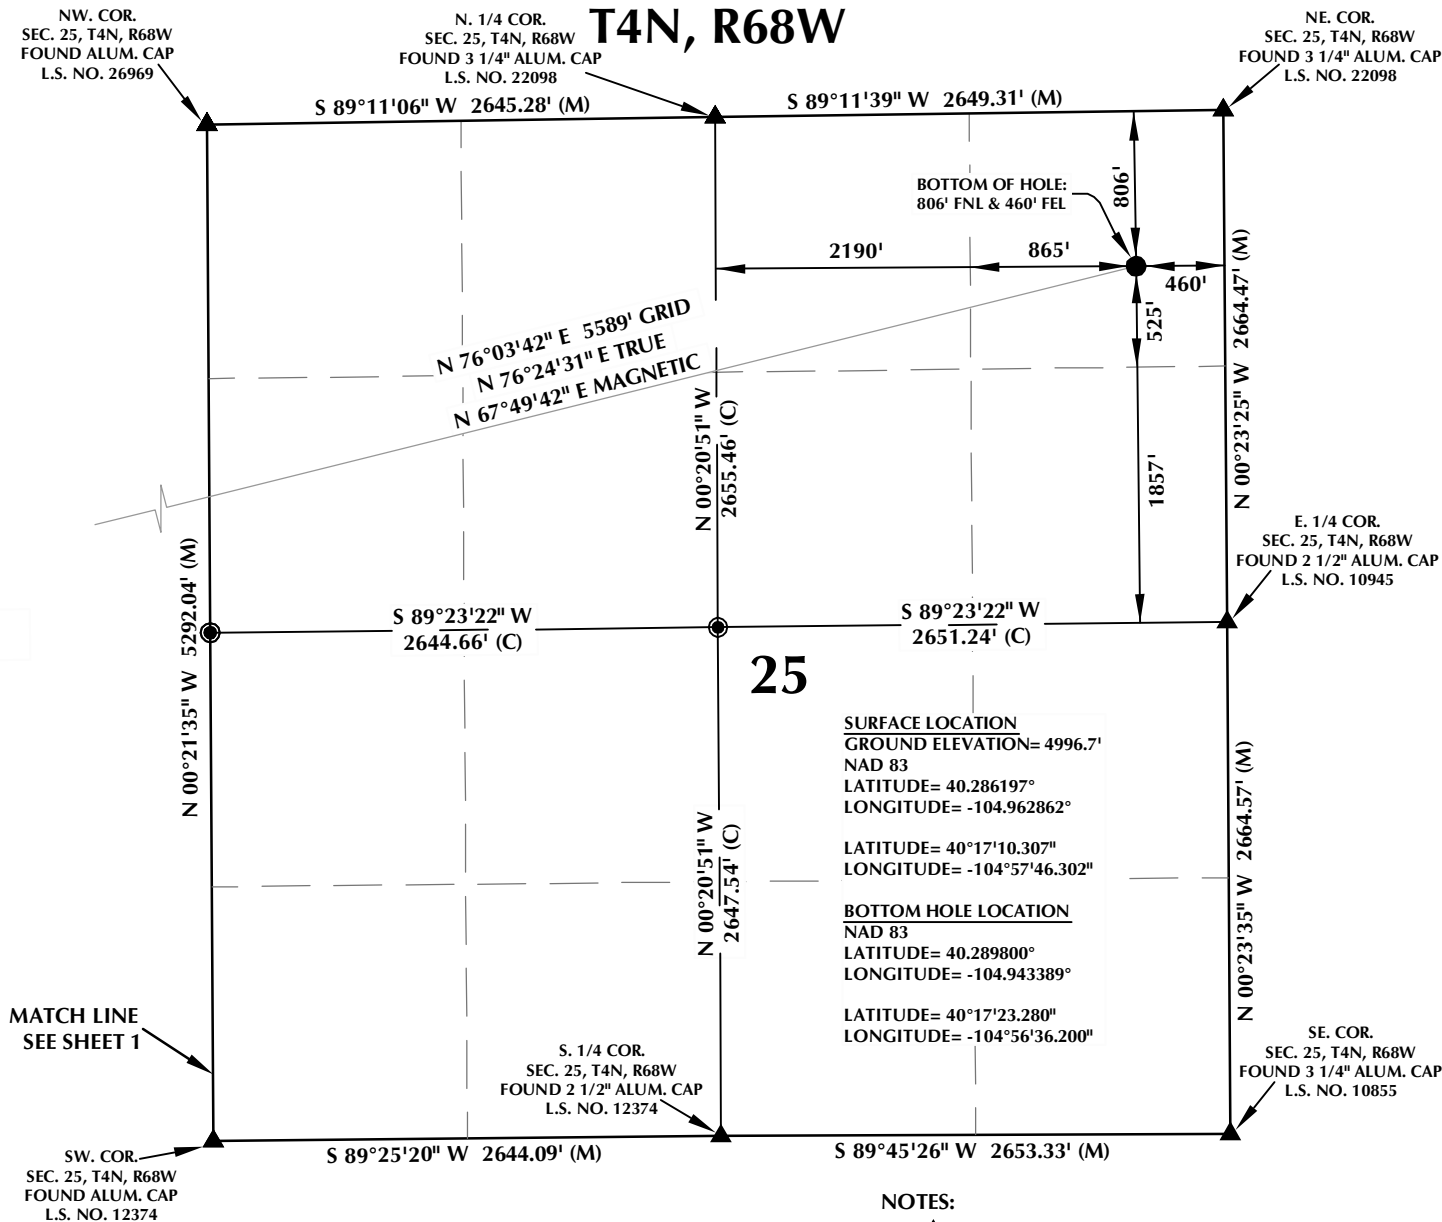 T4N, R68W
NW. COR.
SEC. 25, T4N, R68W
FOUND ALUM. CAP
L.S. NO. 26969
N. 1/4 COR.
SEC. 25, T4N, R68W
FOUND 3 1/4" ALUM. CAP
L.S. NO. 22098
NE. COR.
SEC. 25, T4N, R68W
FOUND 3 1/4" ALUM. CAP
L.S. NO. 22098
S 89°11'06" W 2645.28' (M)
S 89°11'39" W 2649.31' (M)
BOTTOM OF HOLE:
806' FNL & 460' FEL
806'
2190'
865'
460'
525'
1857'
N 76°03'42" E 5589' GRID
N 76°24'31" E TRUE
N 67°49'42" E MAGNETIC
N 00°20'51" W
2655.46' (C)
N 00°23'25" W 2664.47' (M)
E. 1/4 COR.
SEC. 25, T4N, R68W
FOUND 2 1/2" ALUM. CAP
L.S. NO. 10945
N 00°21'35" W 5292.04' (M)
S 89°23'22" W
2644.66' (C)
S 89°23'22" W
2651.24' (C)
25
SURFACE LOCATION
GROUND ELEVATION= 4996.7'
NAD 83
LATITUDE= 40.286197°
LONGITUDE= -104.962862°
LATITUDE= 40°17'10.307"
LONGITUDE= -104°57'46.302"
BOTTOM HOLE LOCATION
NAD 83
LATITUDE= 40.289800°
LONGITUDE= -104.943389°
LATITUDE= 40°17'23.280"
LONGITUDE= -104°56'36.200"
N 00°20'51" W
2647.54' (C)
N 00°23'35" W 2664.57' (M)
MATCH LINE
SEE SHEET 1
S. 1/4 COR.
SEC. 25, T4N, R68W
FOUND 2 1/2" ALUM. CAP
L.S. NO. 12374
SE. COR.
SEC. 25, T4N, R68W
FOUND 3 1/4" ALUM. CAP
L.S. NO. 10855
SW. COR.
SEC. 25, T4N, R68W
FOUND ALUM. CAP
L.S. NO. 12374
S 89°25'20" W 2644.09' (M)
S 89°45'26" W 2653.33' (M)
NOTES: